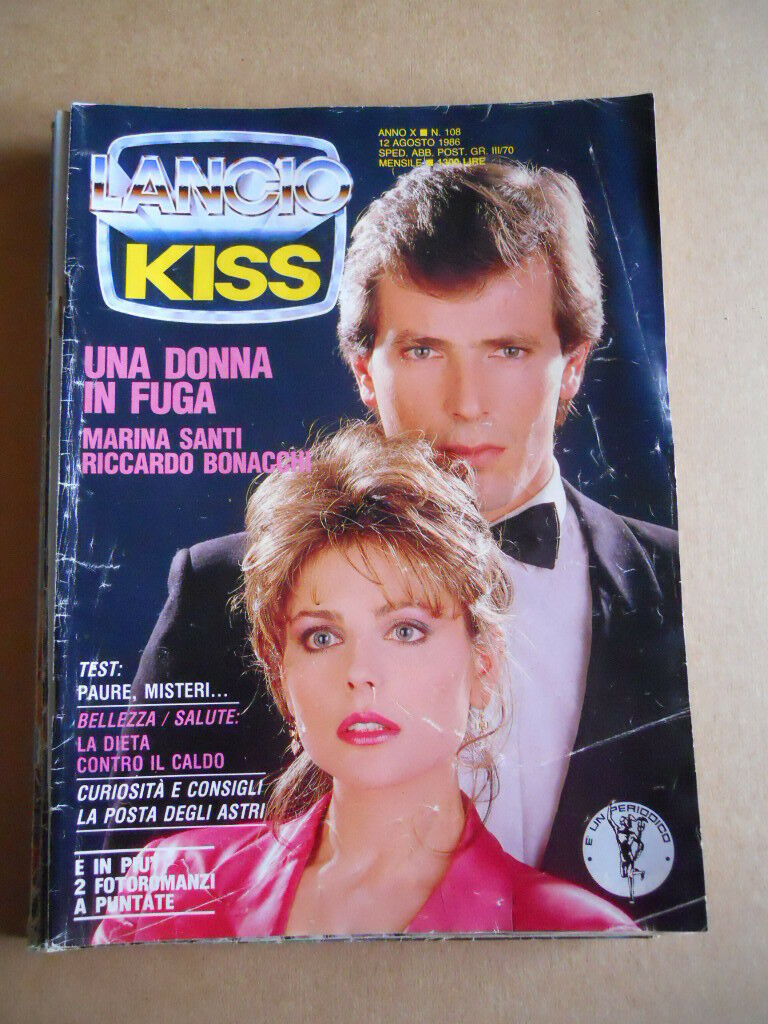 ANNO X ■ N. 108
12 AGOSTO 1986
SPED. ABB. POST. GR. III/70
MENSILE ■ 1300 LIRE
LANCIO
KISS
UNA DONNA
IN FUGA
MARINA SANTI
RICCARDO BONACCHI
TEST:
PAURE, MISTERI...
BELLEZZA / SALUTE:
LA DIETA
CONTRO IL CALDO
CURIOSITÀ E CONSIGLI
LA POSTA DEGLI ASTRI
E IN PIU'
2 FOTOROMANZI
A PUNTATE
E' UN PERIODICO